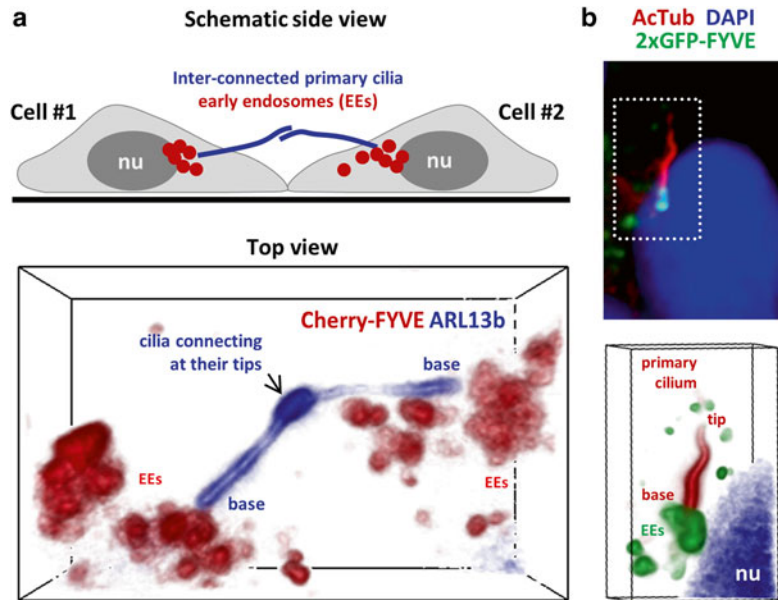 a
Schematic side view
Inter-connected primary cilia
early endosomes (EEs)
Cell #1
Cell #2
nu
nu
Top view
Cherry-FYVE ARL13b
cilia connecting
at their tips
base
EEs
base
EEs
b
AcTub DAPI
2xGFP-FYVE
primary
cilium
tip
base
EEs
nu